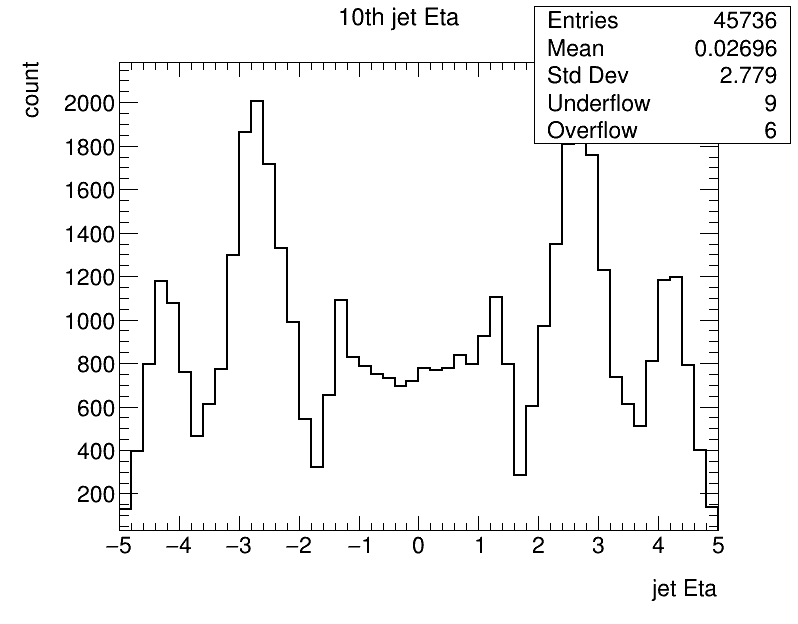 10th jet Eta
Entries 45736
Mean 0.02696
Std Dev 2.779
Underflow 9
Overflow 6
count
2000
1800
1600
1400
1200
1000
800
600
400
200
−5 −4 −3 −2 −1 0 1 2 3 4 5
jet Eta